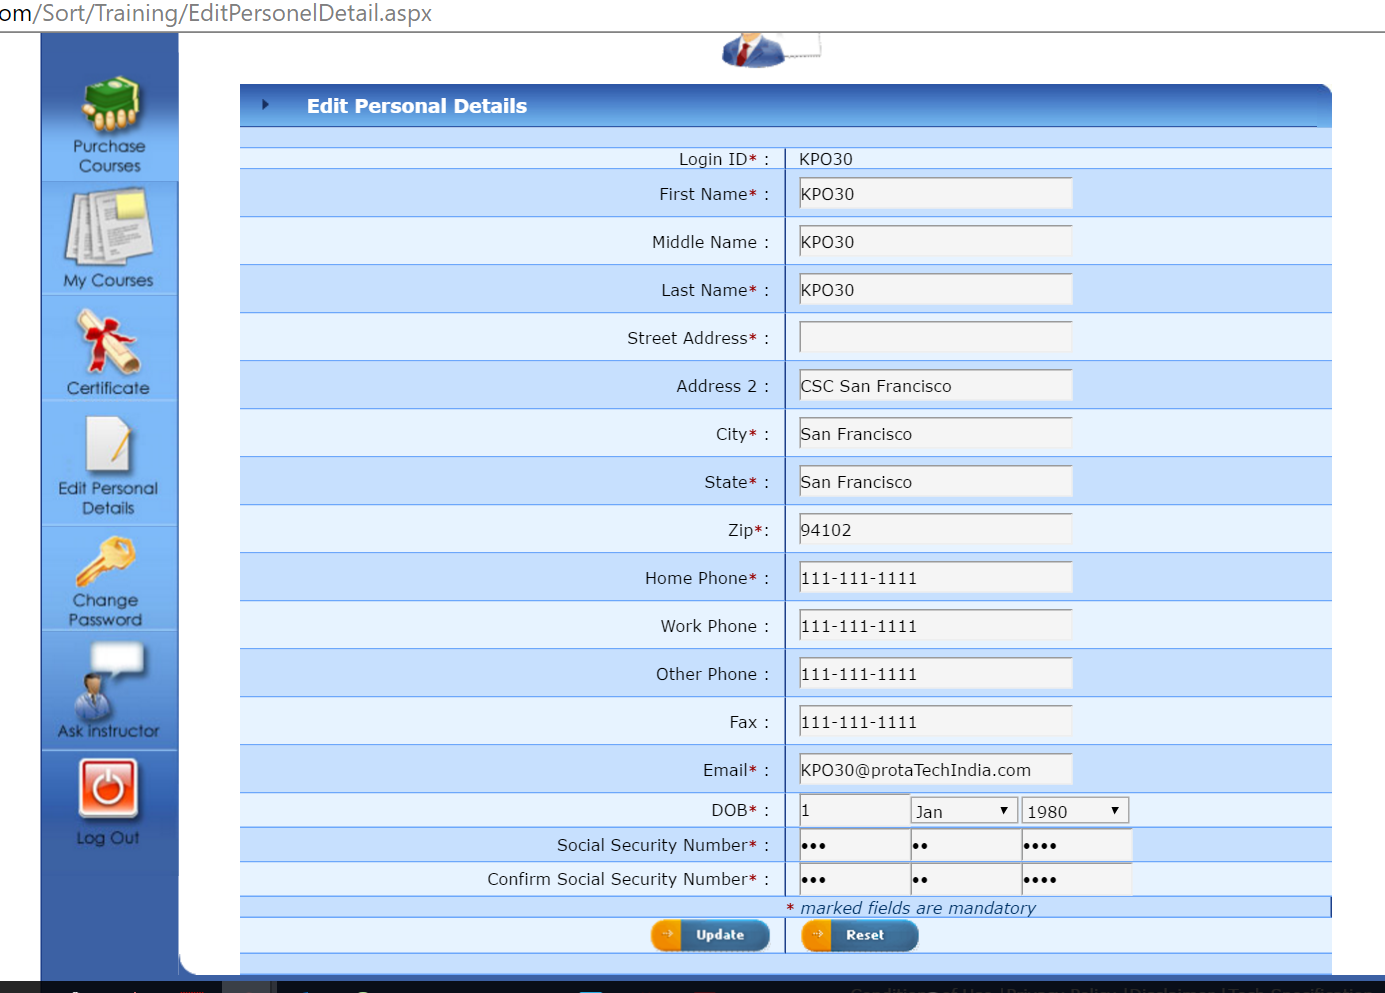 om/Sort/Training/EditPersonelDetail.aspx
Purchase
Courses
My Courses
Certificate
Edit Personal
Details
Change
Password
Ask Instructor
Log Out
Edit Personal Details
Login ID* : KPO30
First Name* : KPO30
Middle Name : KPO30
Last Name* : KPO30
Street Address* :
Address 2 : CSC San Francisco
City* : San Francisco
State* : San Francisco
Zip*: 94102
Home Phone* : 111-111-1111
Work Phone : 111-111-1111
Other Phone : 111-111-1111
Fax : 111-111-1111
Email* : KPO30@protaTechIndia.com
DOB* : 1 Jan 1980
Social Security Number* : ••• •• ••••
Confirm Social Security Number* : ••• •• ••••
* marked fields are mandatory
Update Reset